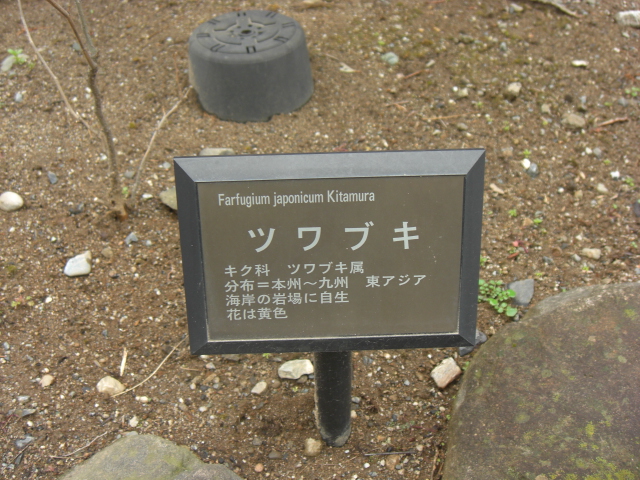 Farfugium japonicum Kitamura
ツワブキ
キク科　ツワブキ属
分布＝本州～九州　東アジア
海岸の岩場に自生
花は黄色